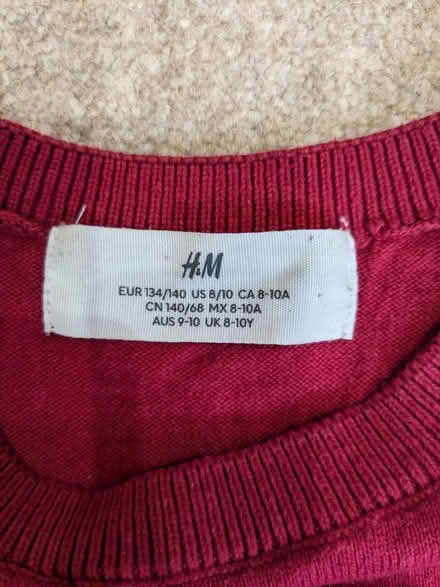 H&M
EUR 134/140 US 8/10 CA 8-10A
CN 140/68 MX 8-10A
AUS 9-10 UK 8-10Y